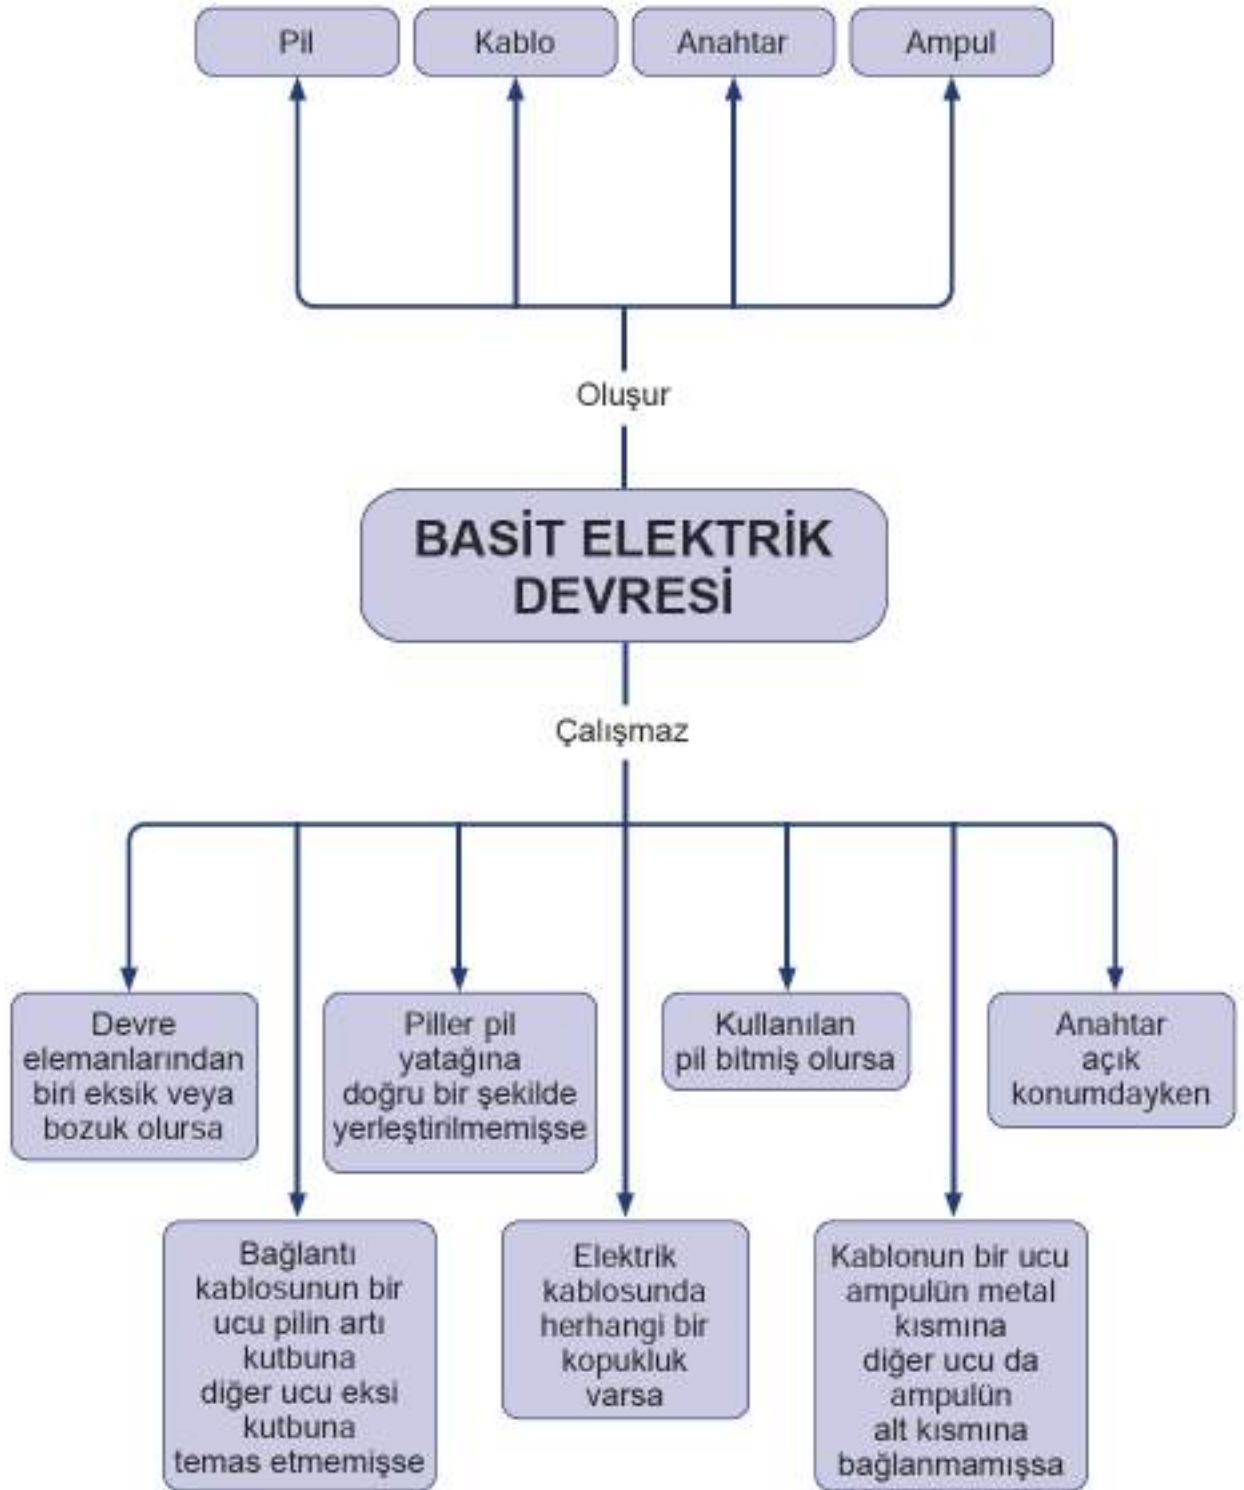 Pil
Kablo
Anahtar
Ampul
Oluşur
BASİT ELEKTRİK
DEVRESİ
Çalışmaz
Devre
elemanlarından
biri eksik veya
bozuk olursa
Piller pil
yatağına
doğru bir şekilde
yerleştirilmemişse
Kullanılan
pil bitmiş olursa
Anahtar
açık
konumdayken
Bağlantı
kablosunun bir
ucu pilin artı
kutbuna
diğer ucu eksi
kutbuna
temas etmemişse
Elektrik
kablosunda
herhangi bir
kopukluk
varsa
Kablonun bir ucu
ampulün metal
kısmına
diğer ucu da
ampulün
alt kısmına
bağlanmamışsa